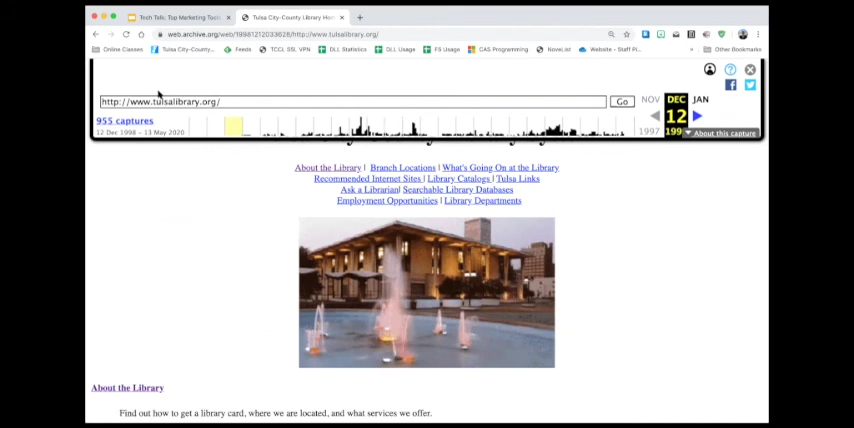 Tech Talk: Top Marketing Tools
Tulsa City-County Library Hom
web.archive.org/web/19981212033628/http://www.tulsalibrary.org/
Online Classes
Tulsa City-County...
Feeds
TCCL SSL VPN
DLL Statistics
DLL Usage
FS Usage
CAS Programming
NoveList
Website - Staff Pi...
»
Other Bookmarks
http://www.tulsalibrary.org/
Go
NOV DEC JAN
955 captures
12
12 Dec 1998 – 13 May 2020
1997 199
About this capture
About the Library | Branch Locations | What's Going On at the Library
Recommended Internet Sites | Library Catalogs | Tulsa Links
Ask a Librarian| Searchable Library Databases
Employment Opportunities | Library Departments
About the Library
Find out how to get a library card, where we are located, and what services we offer.